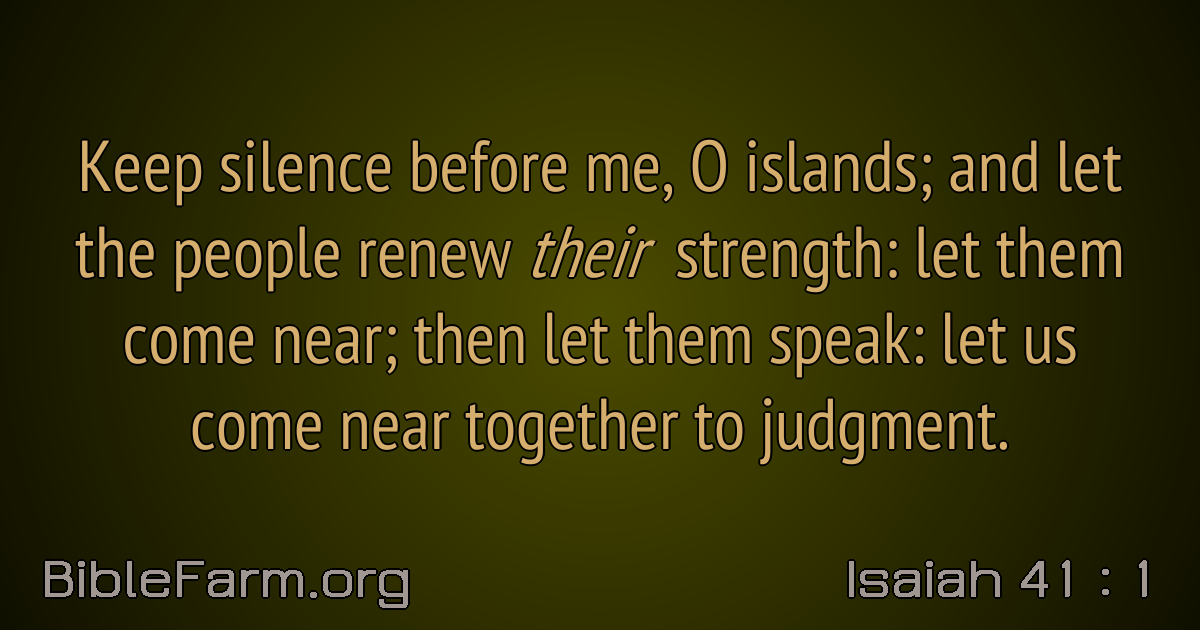 Keep silence before me, O islands; and let
the people renew their strength: let them
come near; then let them speak: let us
come near together to judgment.
BibleFarm.org
Isaiah 41 : 1